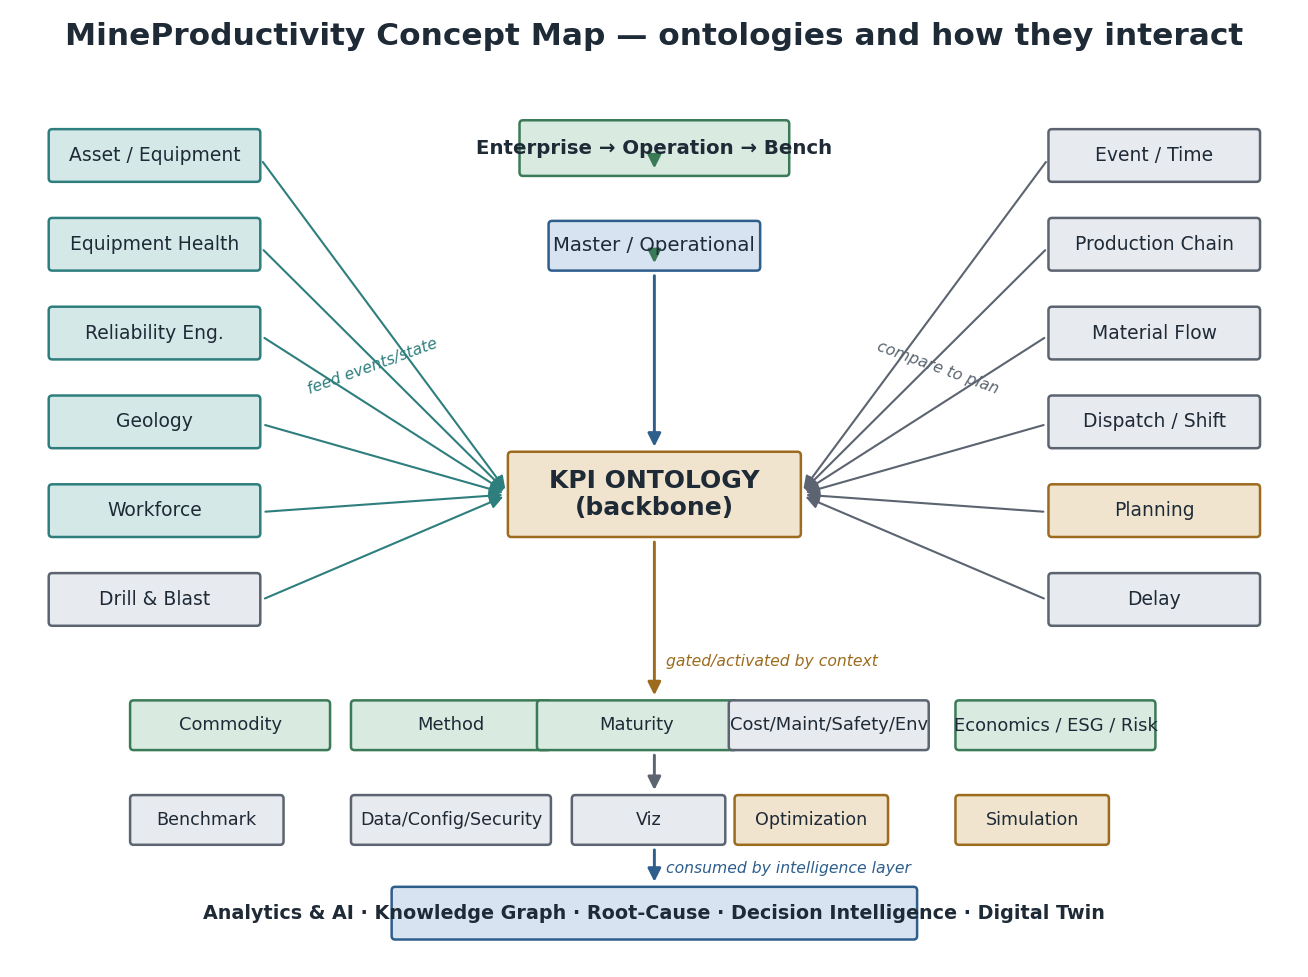 MineProductivity Concept Map — ontologies and how they interact
Enterprise → Operation → Bench
Asset / Equipment
Event / Time
Equipment Health
Master / Operational
Production Chain
Reliability Eng.
Material Flow
feed events/state
compare to plan
Geology
Dispatch / Shift
KPI ONTOLOGY
(backbone)
Workforce
Planning
Drill & Blast
Delay
gated/activated by context
Commodity
Method
Maturity
Cost/Maint/Safety/Env
Economics / ESG / Risk
Benchmark
Data/Config/Security
Viz
Optimization
Simulation
consumed by intelligence layer
Analytics & AI · Knowledge Graph · Root-Cause · Decision Intelligence · Digital Twin